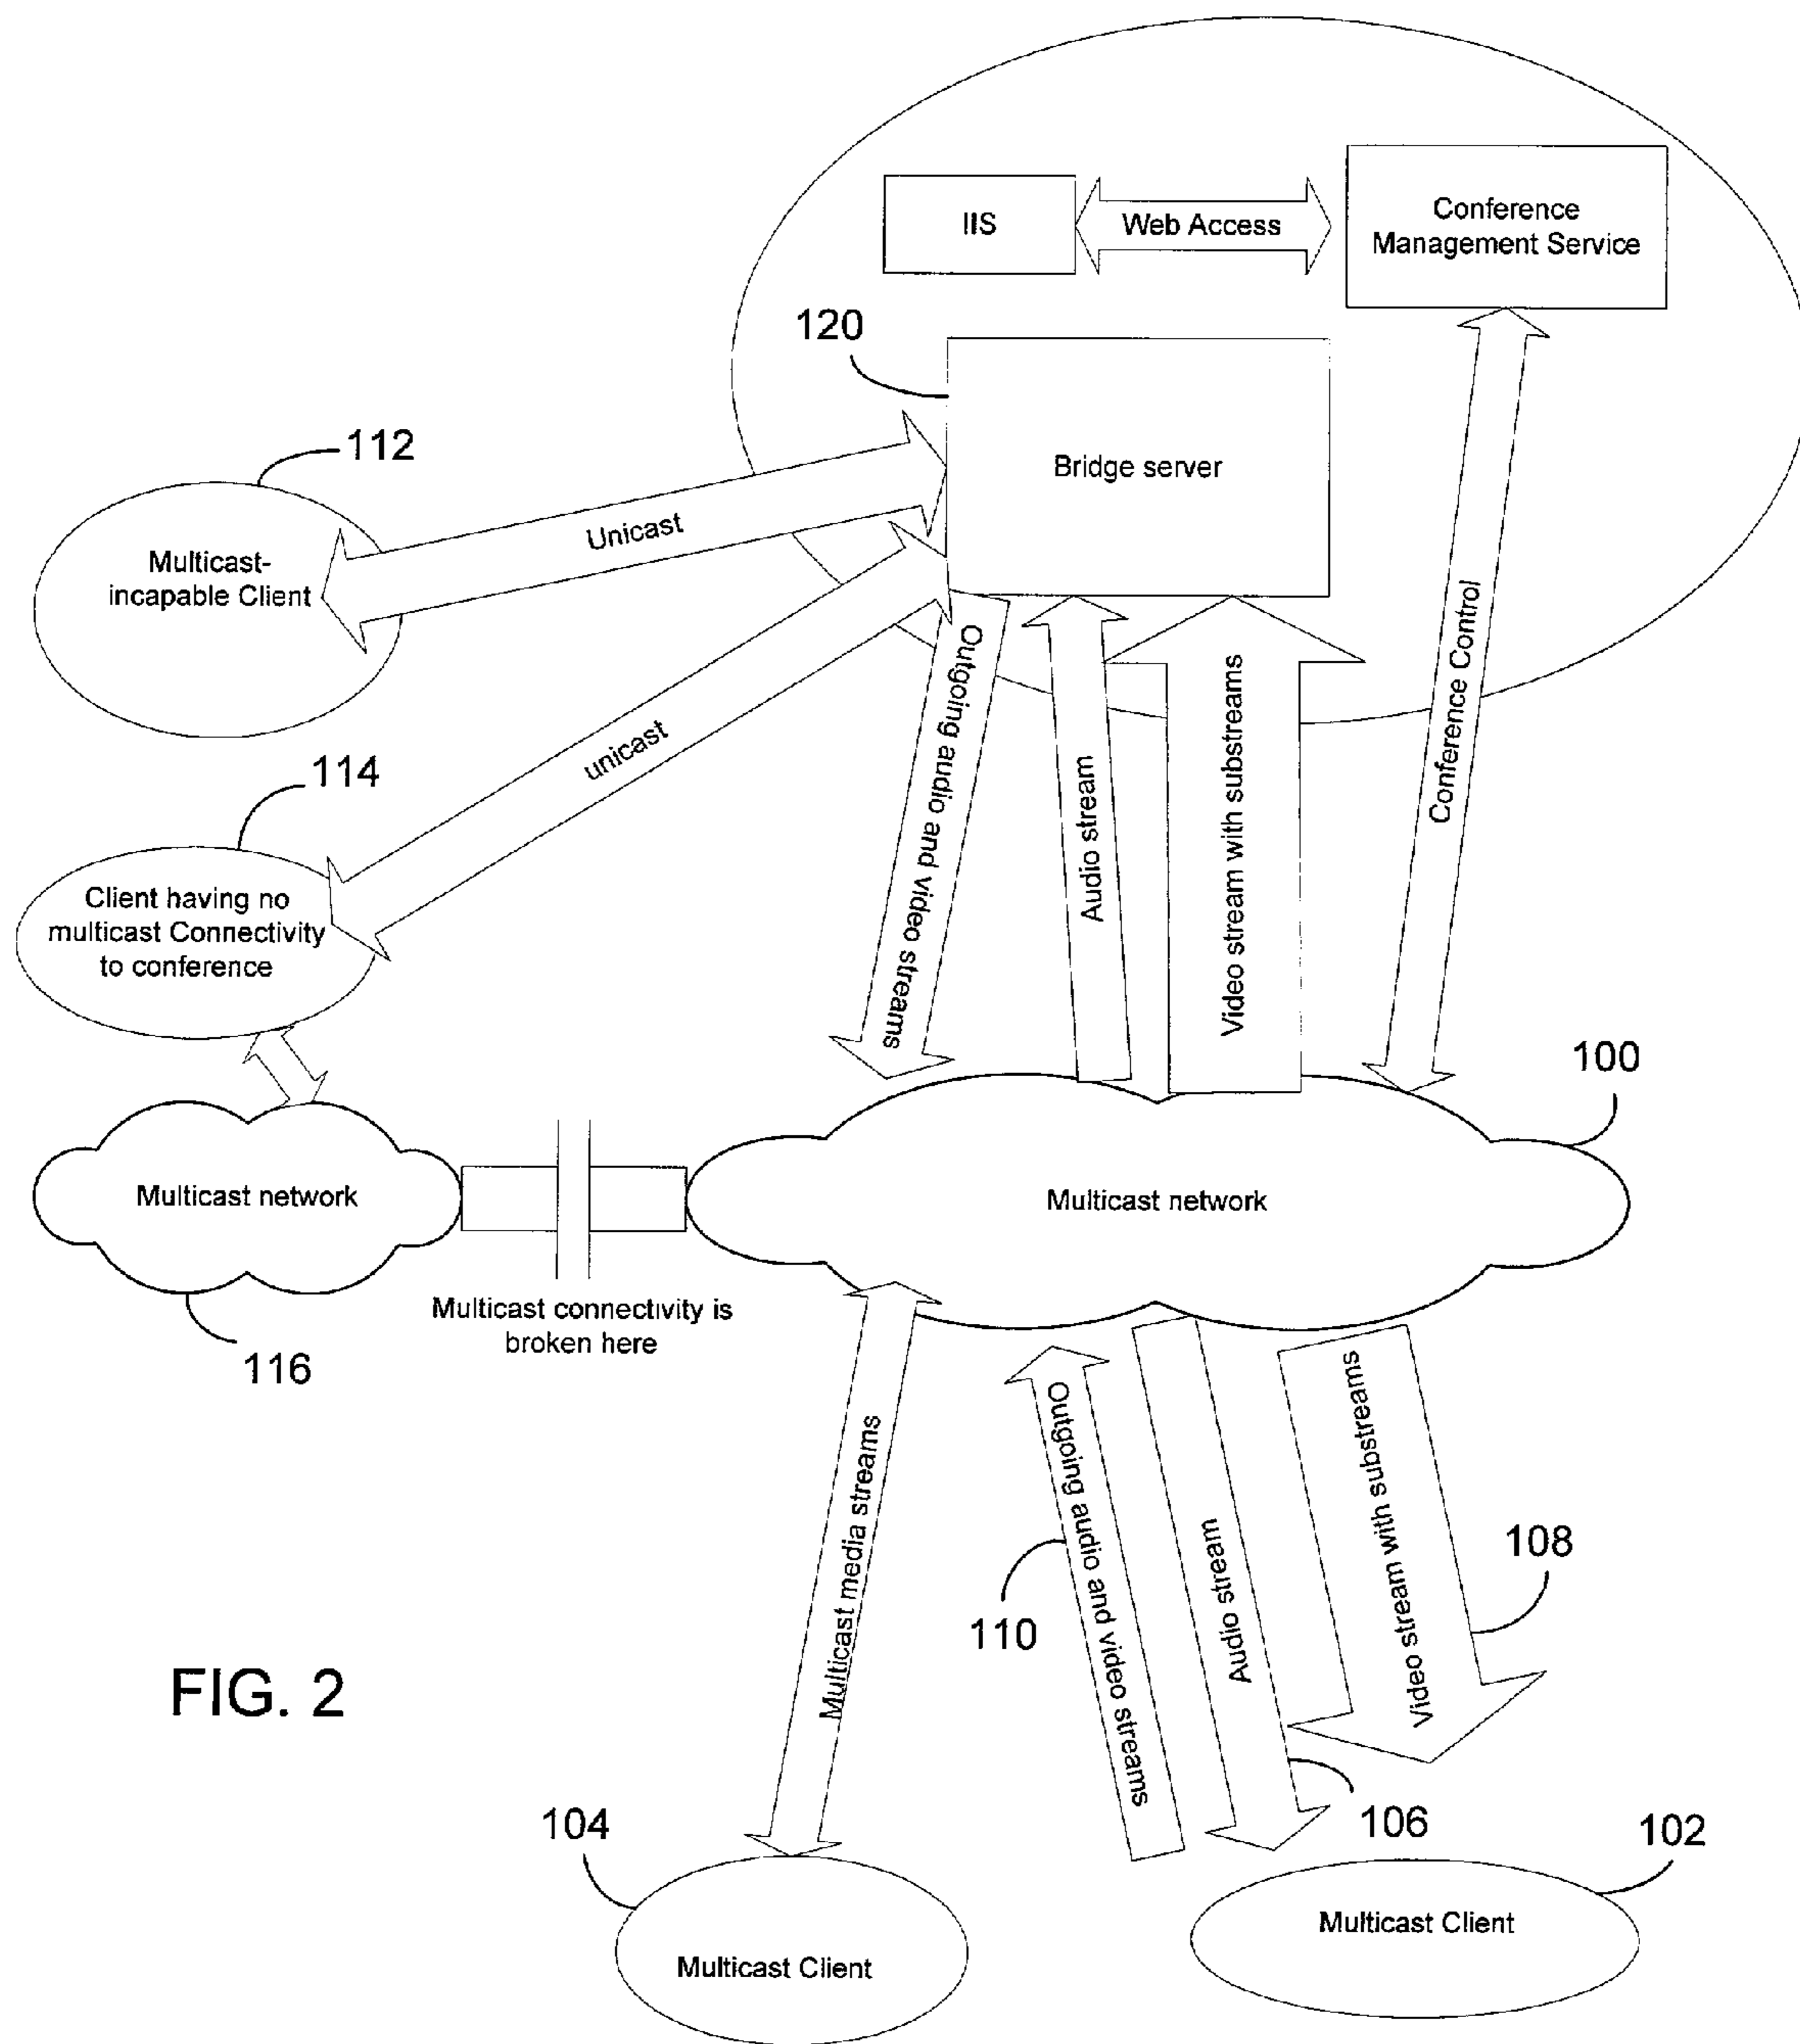 IIS
Web Access
Conference
Management Service
120
Bridge server
112
Unicast
Multicast-
incapable Client
unicast
114
Client having no
multicast Connectivity
to conference
Outgoing audio and video streams
Audio stream
Video stream with substreams
Conference Control
100
Multicast network
Multicast network
116
Multicast connectivity is
broken here
Multicast media streams
Outgoing audio and video streams
110
Audio stream
Video stream with substreams
108
106
FIG. 2
104
Multicast Client
102
Multicast Client